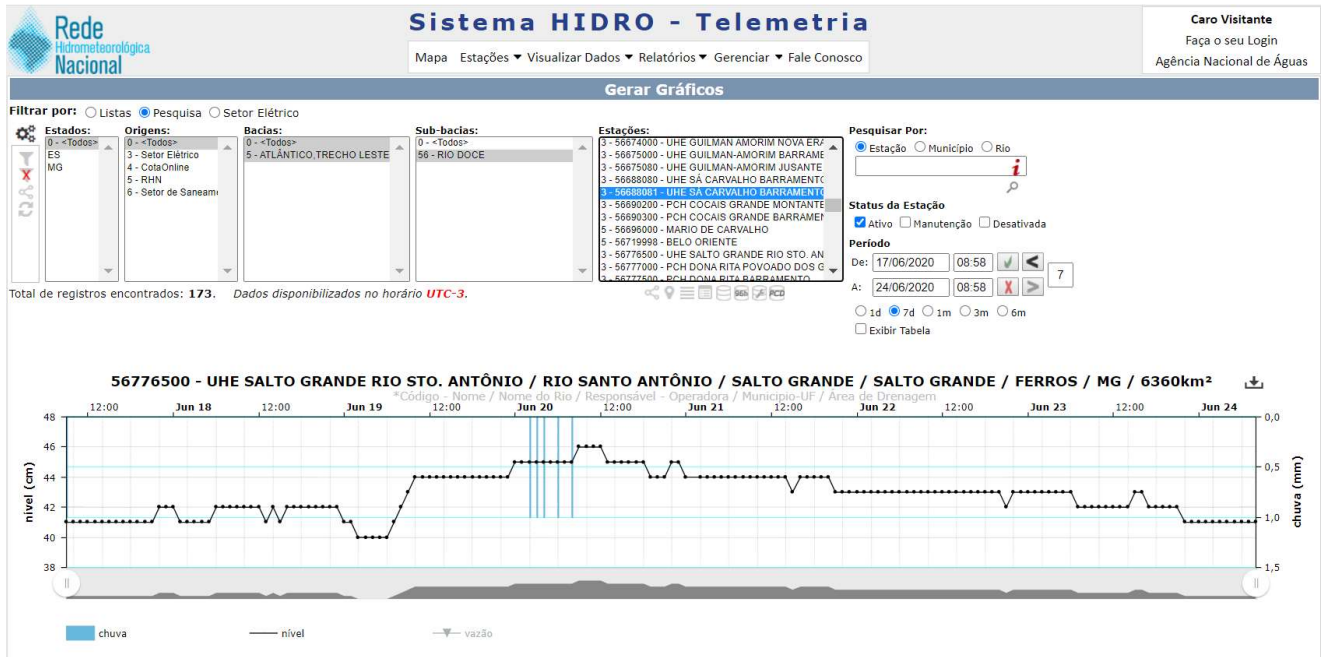 Rede
Hidrometeorológica
Nacional
Sistema HIDRO - Telemetria
Mapa Estações ▼ Visualizar Dados ▼ Relatórios ▼ Gerenciar ▼ Fale Conosco
Caro Visitante
Faça o seu Login
Agência Nacional de Águas
Gerar Gráficos
Filtrar por: Listas Pesquisa Setor Elétrico
Estados:
0 - <Todos>
ES
MG
Origens:
0 - <Todos>
3 - Setor Elétrico
4 - CotaOnline
5 - RHN
6 - Setor de Saneam
Bacias:
0 - <Todos>
5 - ATLÂNTICO,TRECHO LESTE
Sub-bacias:
0 - <Todos>
56 - RIO DOCE
Estações:
3 - 56674000 - UHE GUILMAN AMORIM NOVA ERA
3 - 56675000 - UHE GUILMAN-AMORIM BARRAME
3 - 56675080 - UHE GUILMAN-AMORIM JUSANTE
3 - 56688080 - UHE SÁ CARVALHO BARRAMENTO
3 - 56688081 - UHE SÁ CARVALHO BARRAMENTO
3 - 56690200 - PCH COCAIS GRANDE MONTANTE
3 - 56690300 - PCH COCAIS GRANDE BARRAMEN
5 - 56696000 - MARIO DE CARVALHO
5 - 56719998 - BELO ORIENTE
3 - 56776500 - UHE SALTO GRANDE RIO STO. AN
3 - 56777000 - PCH DONA RITA POVOADO DOS G
3 - 56777500 - PCH DONA RITA BARRAMENTO
Pesquisar Por:
Estação Município Rio
i
Status da Estação
Ativo Manutenção Desativada
Período
De: 17/06/2020 08:58 <
7
A: 24/06/2020 08:58 X >
1d 7d 1m 3m 6m
Exibir Tabela
Total de registros encontrados: 173. Dados disponibilizados no horário UTC-3.
96h PCD
56776500 - UHE SALTO GRANDE RIO STO. ANTÔNIO / RIO SANTO ANTÔNIO / SALTO GRANDE / SALTO GRANDE / FERROS / MG / 6360km²
*Código - Nome / Nome do Rio / Responsável - Operadora / Municipio-UF / Area de Drenagem
12:00 Jun 18 12:00 Jun 19 12:00 Jun 20 12:00 Jun 21 12:00 Jun 22 12:00 Jun 23 12:00 Jun 24
48
46
44
42
40
38
nível (cm)
0,0
0,5
1,0
1,5
chuva (mm)
chuva nível vazão